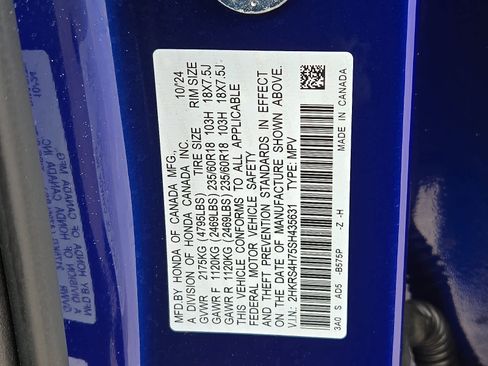 MFD.BY HONDA OF CANADA MFG. 10/24
A DIVISION OF HONDA CANADA INC.
GVWR 2175KG (4795LBS) TIRE SIZE RIM SIZE
GAWR F 1120KG (2469LBS) 235/60R18 103H 18X7.5J
GAWR R 1120KG (2469LBS) 235/60R18 103H 18X7.5J
THIS VEHICLE CONFORMS TO ALL APPLICABLE
FEDERAL MOTOR VEHICLE SAFETY
AND THEFT PREVENTION STANDARDS IN EFFECT
ON THE DATE OF MANUFACTURE SHOWN ABOVE.
V.I.N.: 2HKRS4H75SH435631 TYPE: MPV
3A0 S AD5 -B575P -Z -H MADE IN CANADA